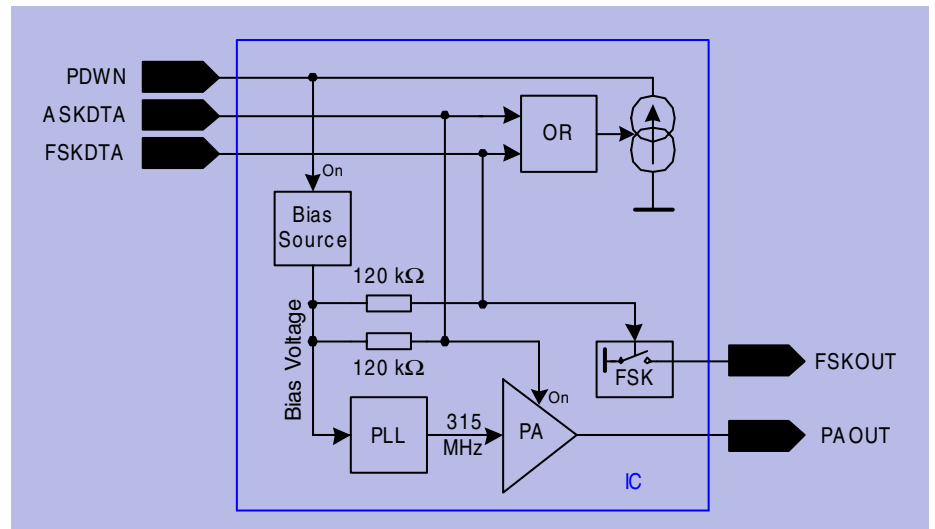 PDWN
ASKDTA
FSKDTA
OR
On
Bias
Source
120 kΩ
Bias Voltage
120 kΩ
FSK
FSKOUT
On
PLL
315
MHz
PA
PAOUT
IC